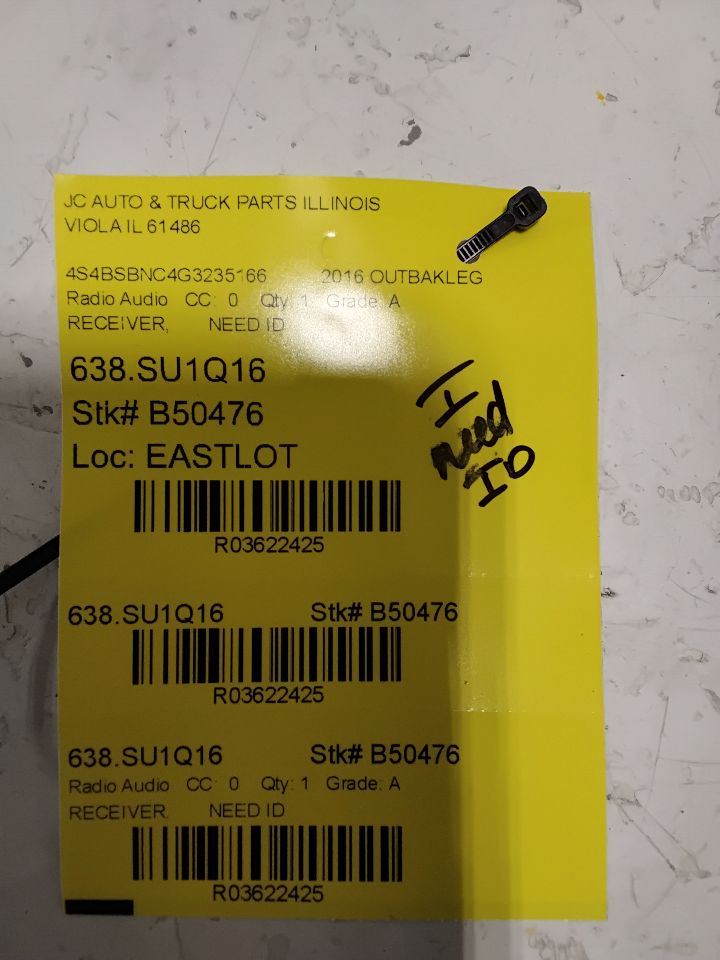 JC AUTO & TRUCK PARTS ILLINOIS
VIOLA IL 61486
4S4BSBNC4G3235166 2016 OUTBAKLEG
Radio Audio CC: 0 Qty: 1 Grade: A
RECEIVER, NEED ID
638.SU1Q16
Stk# B50476
Loc: EASTLOT
I
need
ID
R03622425
638.SU1Q16 Stk# B50476
R03622425
638.SU1Q16 Stk# B50476
Radio Audio CC: 0 Qty: 1 Grade: A
RECEIVER, NEED ID
R03622425